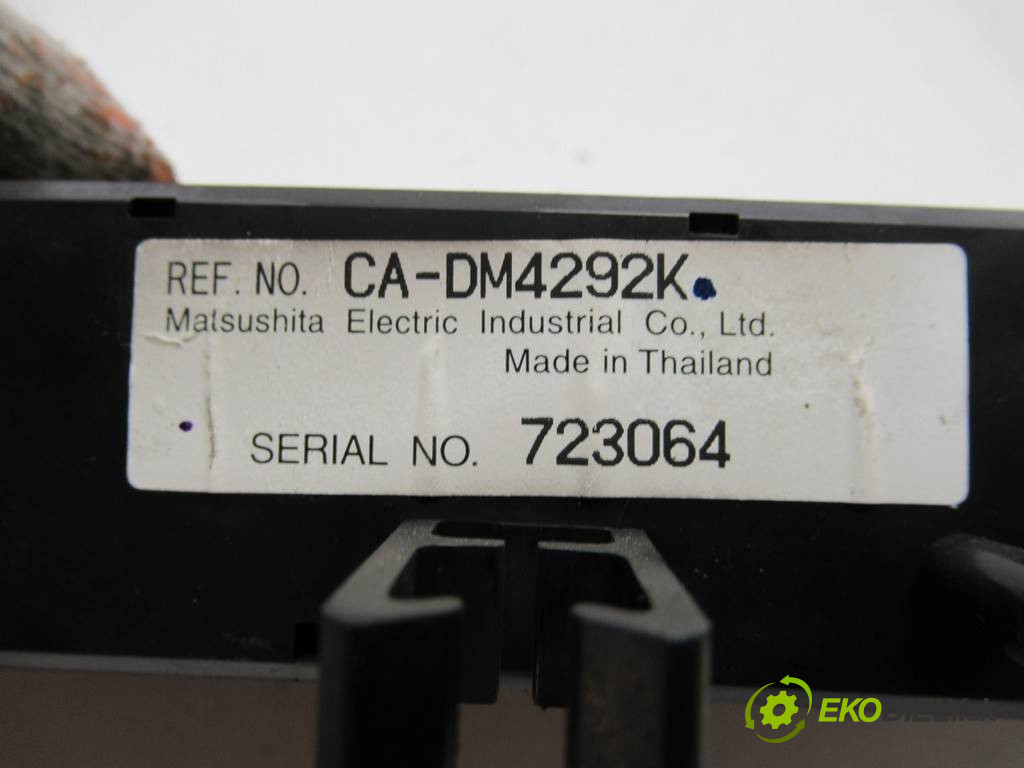 REF. NO. CA-DM4292K
Matsushita Electric Industrial Co., Ltd.
Made in Thailand
SERIAL NO. 723064
EKO